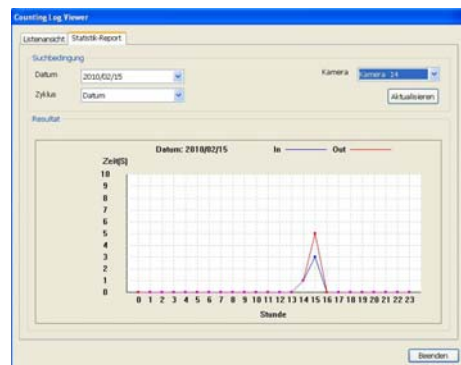 Counting Log Viewer
Listenansicht Statistik-Report
Suchbedingung
Datum 2010/02/15 Kamera Kamera 14
Zyklus Datum Aktualisieren
Resultat
Datum: 2010/02/15 In Out
Zeit(S)
10
9
8
7
6
5
4
3
2
1
0
0 1 2 3 4 5 6 7 8 9 10 11 12 13 14 15 16 17 18 19 20 21 22 23
Stunde
Beenden